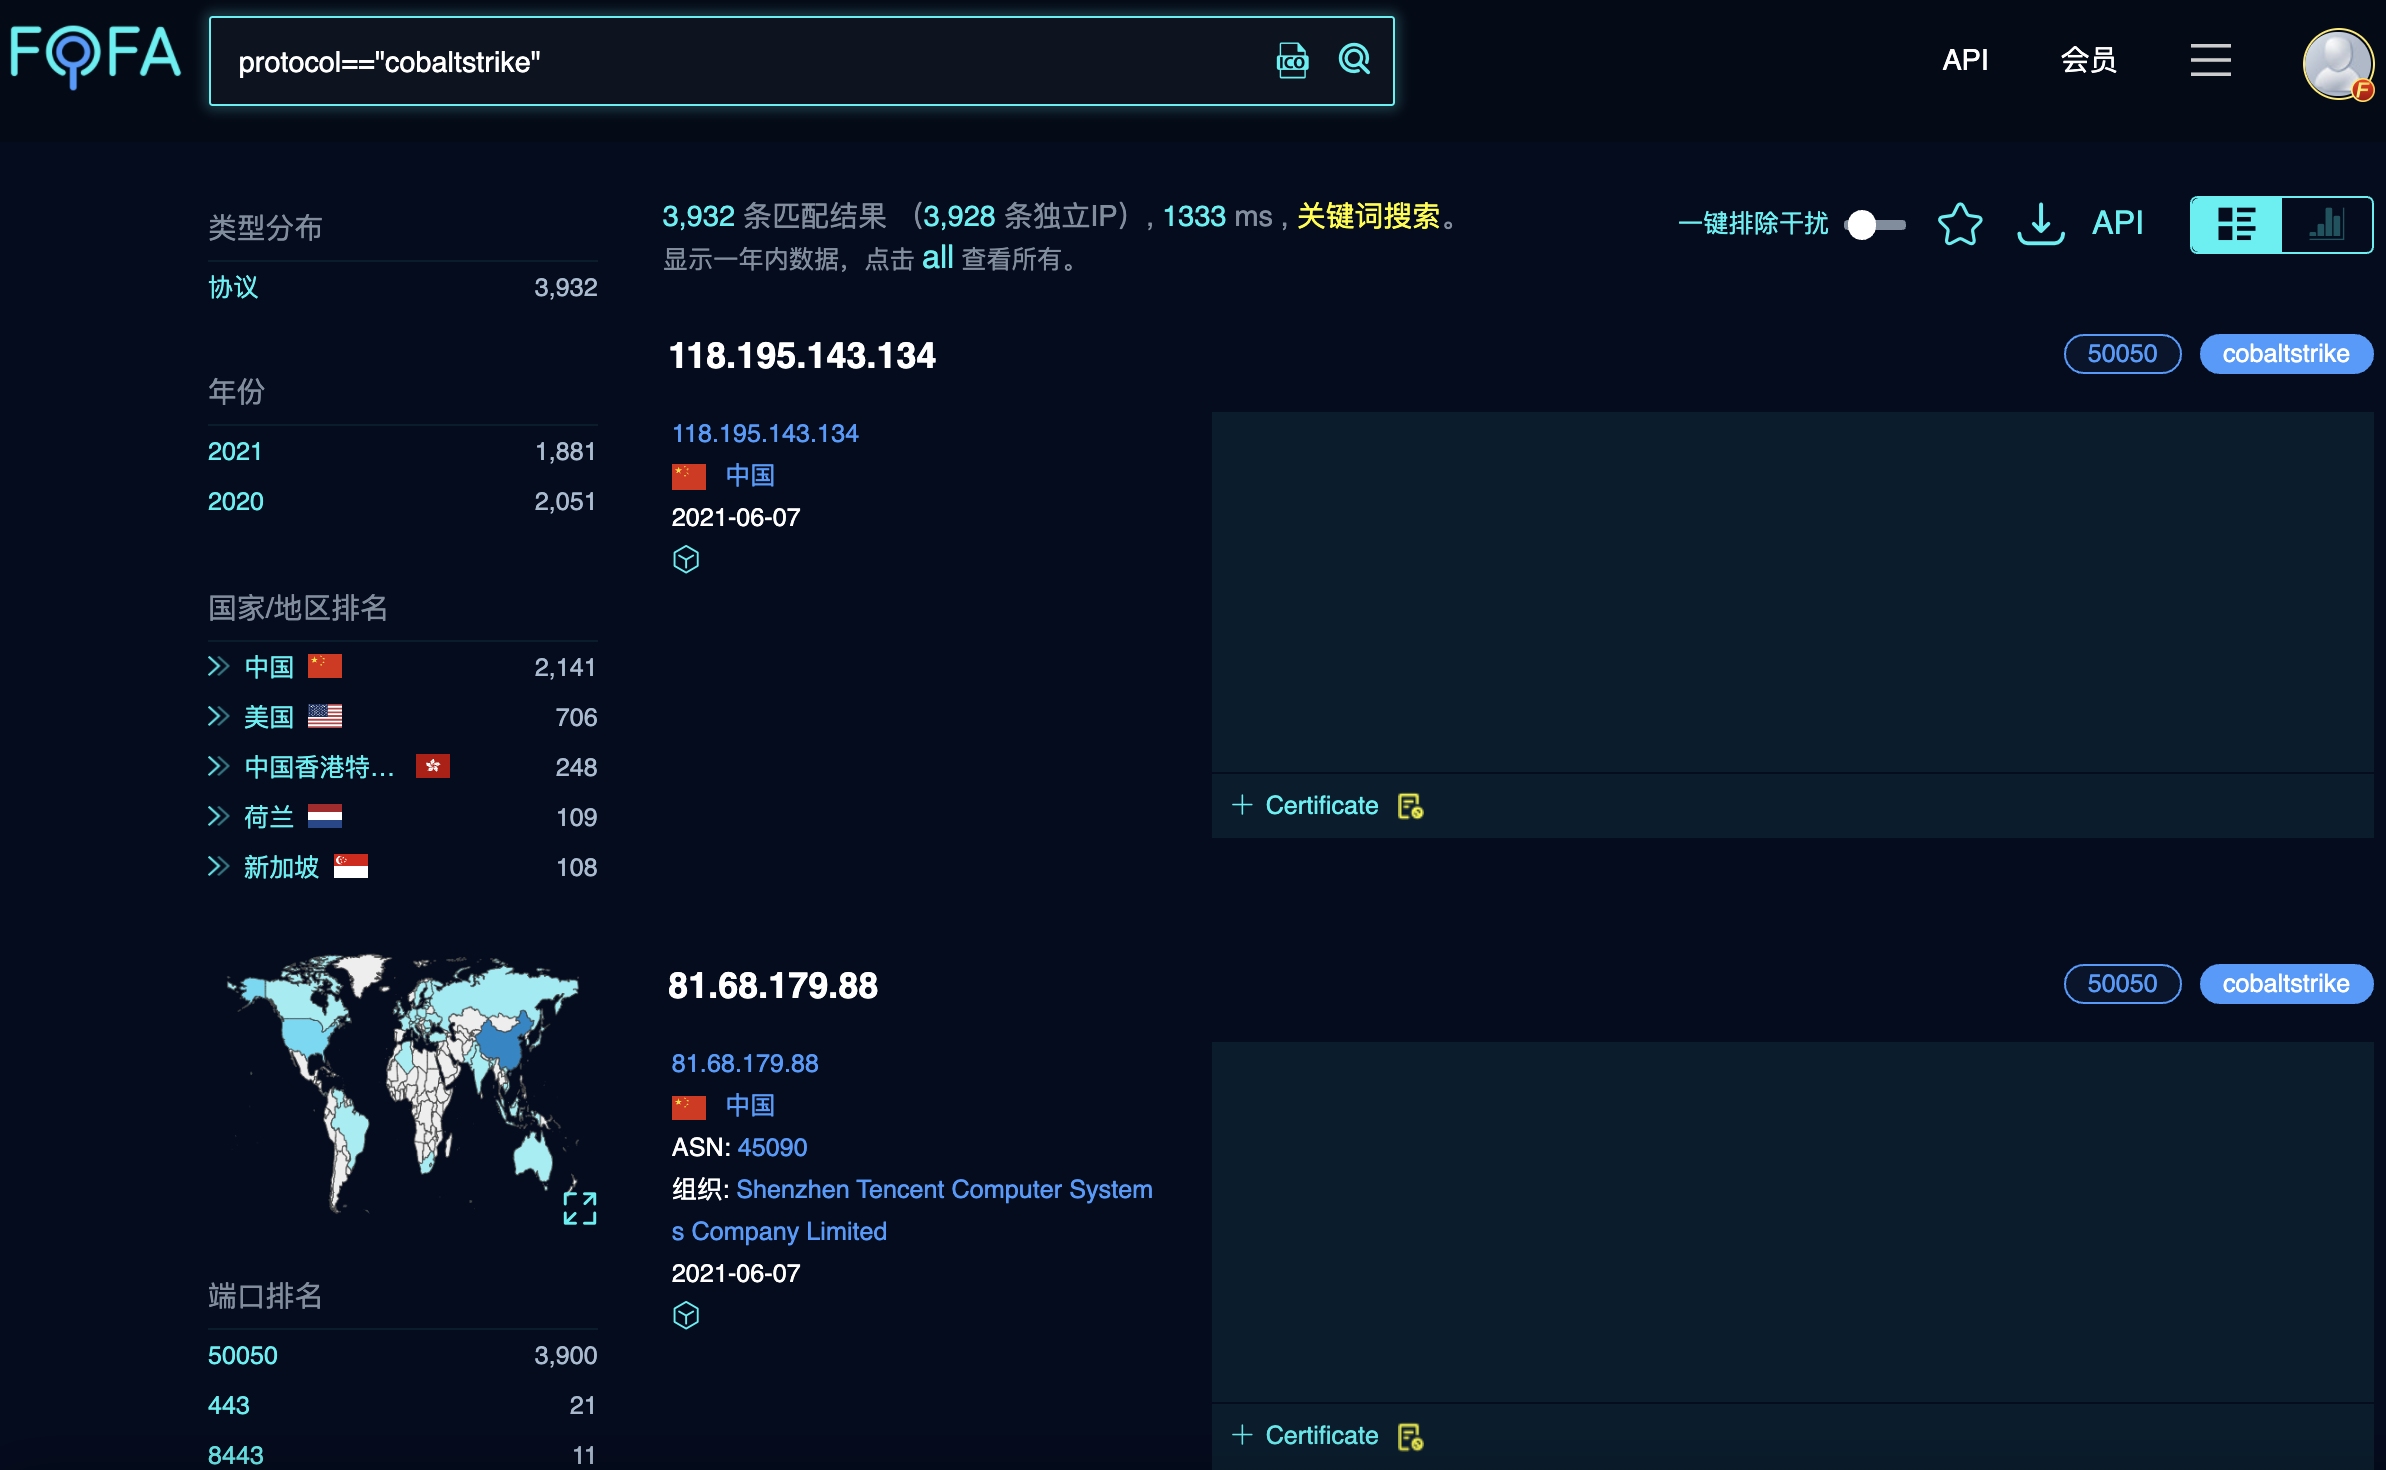 FOFA
protocol=="cobaltstrike"
ICO
API
会员
F
类型分布
协议 3,932
年份
2021 1,881
2020 2,051
国家/地区排名
中国 2,141
美国 706
中国香港特... 248
荷兰 109
新加坡 108
端口排名
50050 3,900
443 21
8443 11
3,932 条匹配结果 （3,928 条独立IP）, 1333 ms , 关键词搜索。
显示一年内数据，点击 all 查看所有。
一键排除干扰
API
118.195.143.134
50050 cobaltstrike
118.195.143.134
中国
2021-06-07
+ Certificate
81.68.179.88
50050 cobaltstrike
81.68.179.88
中国
ASN: 45090
组织: Shenzhen Tencent Computer System
s Company Limited
2021-06-07
+ Certificate